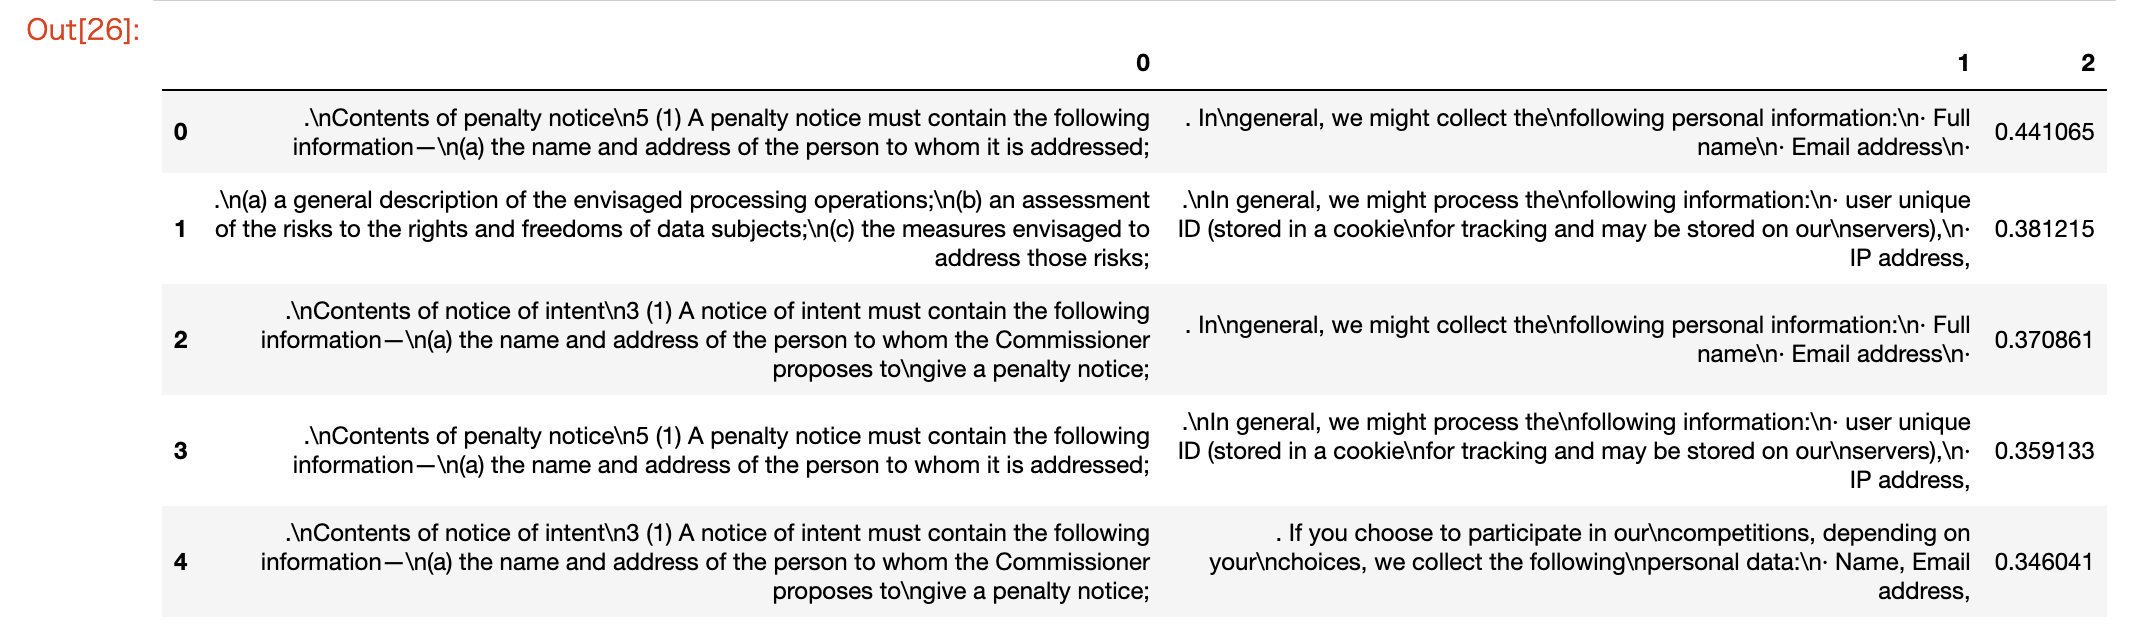 Out[26]:
0 1 2
0 .\nContents of penalty notice\n5 (1) A penalty notice must contain the following
information—\n(a) the name and address of the person to whom it is addressed;
. In\ngeneral, we might collect the\nfollowing personal information:\n· Full
name\n· Email address\n·
0.441065
1 .\n(a) a general description of the envisaged processing operations;\n(b) an assessment
of the risks to the rights and freedoms of data subjects;\n(c) the measures envisaged to
address those risks;
.\nIn general, we might process the\nfollowing information:\n· user unique
ID (stored in a cookie\nfor tracking and may be stored on our\nservers),\n·
IP address,
0.381215
2 .\nContents of notice of intent\n3 (1) A notice of intent must contain the following
information—\n(a) the name and address of the person to whom the Commissioner
proposes to\ngive a penalty notice;
. In\ngeneral, we might collect the\nfollowing personal information:\n· Full
name\n· Email address\n·
0.370861
3 .\nContents of penalty notice\n5 (1) A penalty notice must contain the following
information—\n(a) the name and address of the person to whom it is addressed;
.\nIn general, we might process the\nfollowing information:\n· user unique
ID (stored in a cookie\nfor tracking and may be stored on our\nservers),\n·
IP address,
0.359133
4 .\nContents of notice of intent\n3 (1) A notice of intent must contain the following
information—\n(a) the name and address of the person to whom the Commissioner
proposes to\ngive a penalty notice;
. If you choose to participate in our\ncompetitions, depending on
your\nchoices, we collect the following\npersonal data:\n· Name, Email
address,
0.346041